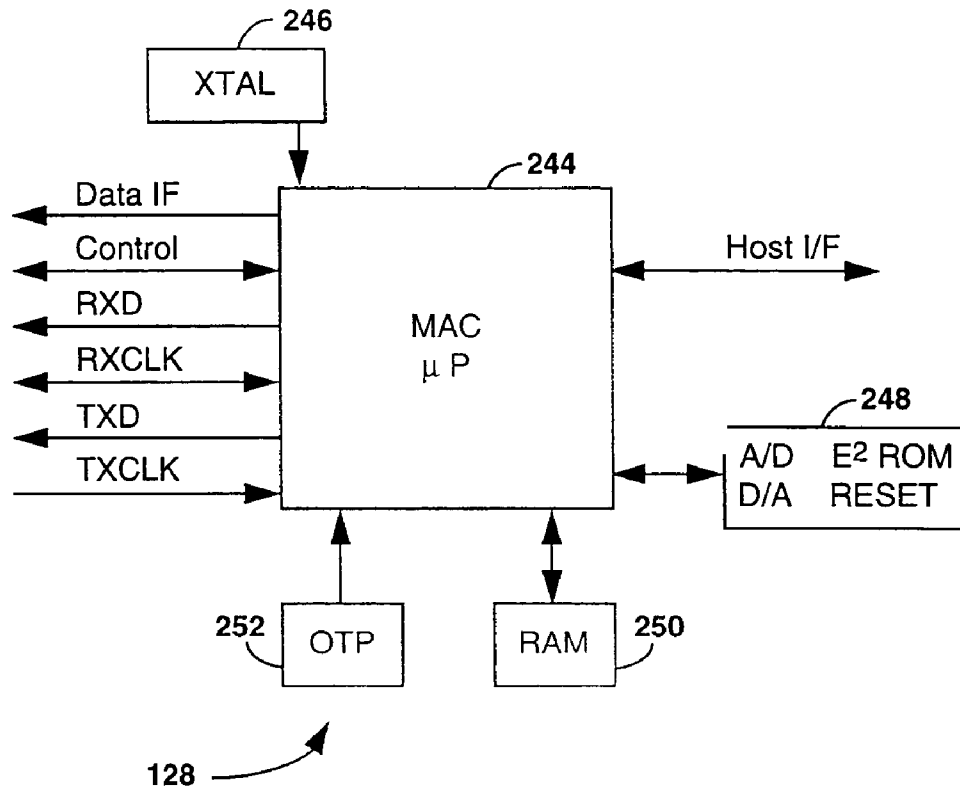 246
XTAL
244
Data IF
Control
RXD
RXCLK
TXD
TXCLK
MAC
μ P
Host I/F
248
A/D E² ROM
D/A RESET
252
OTP
RAM
250
128